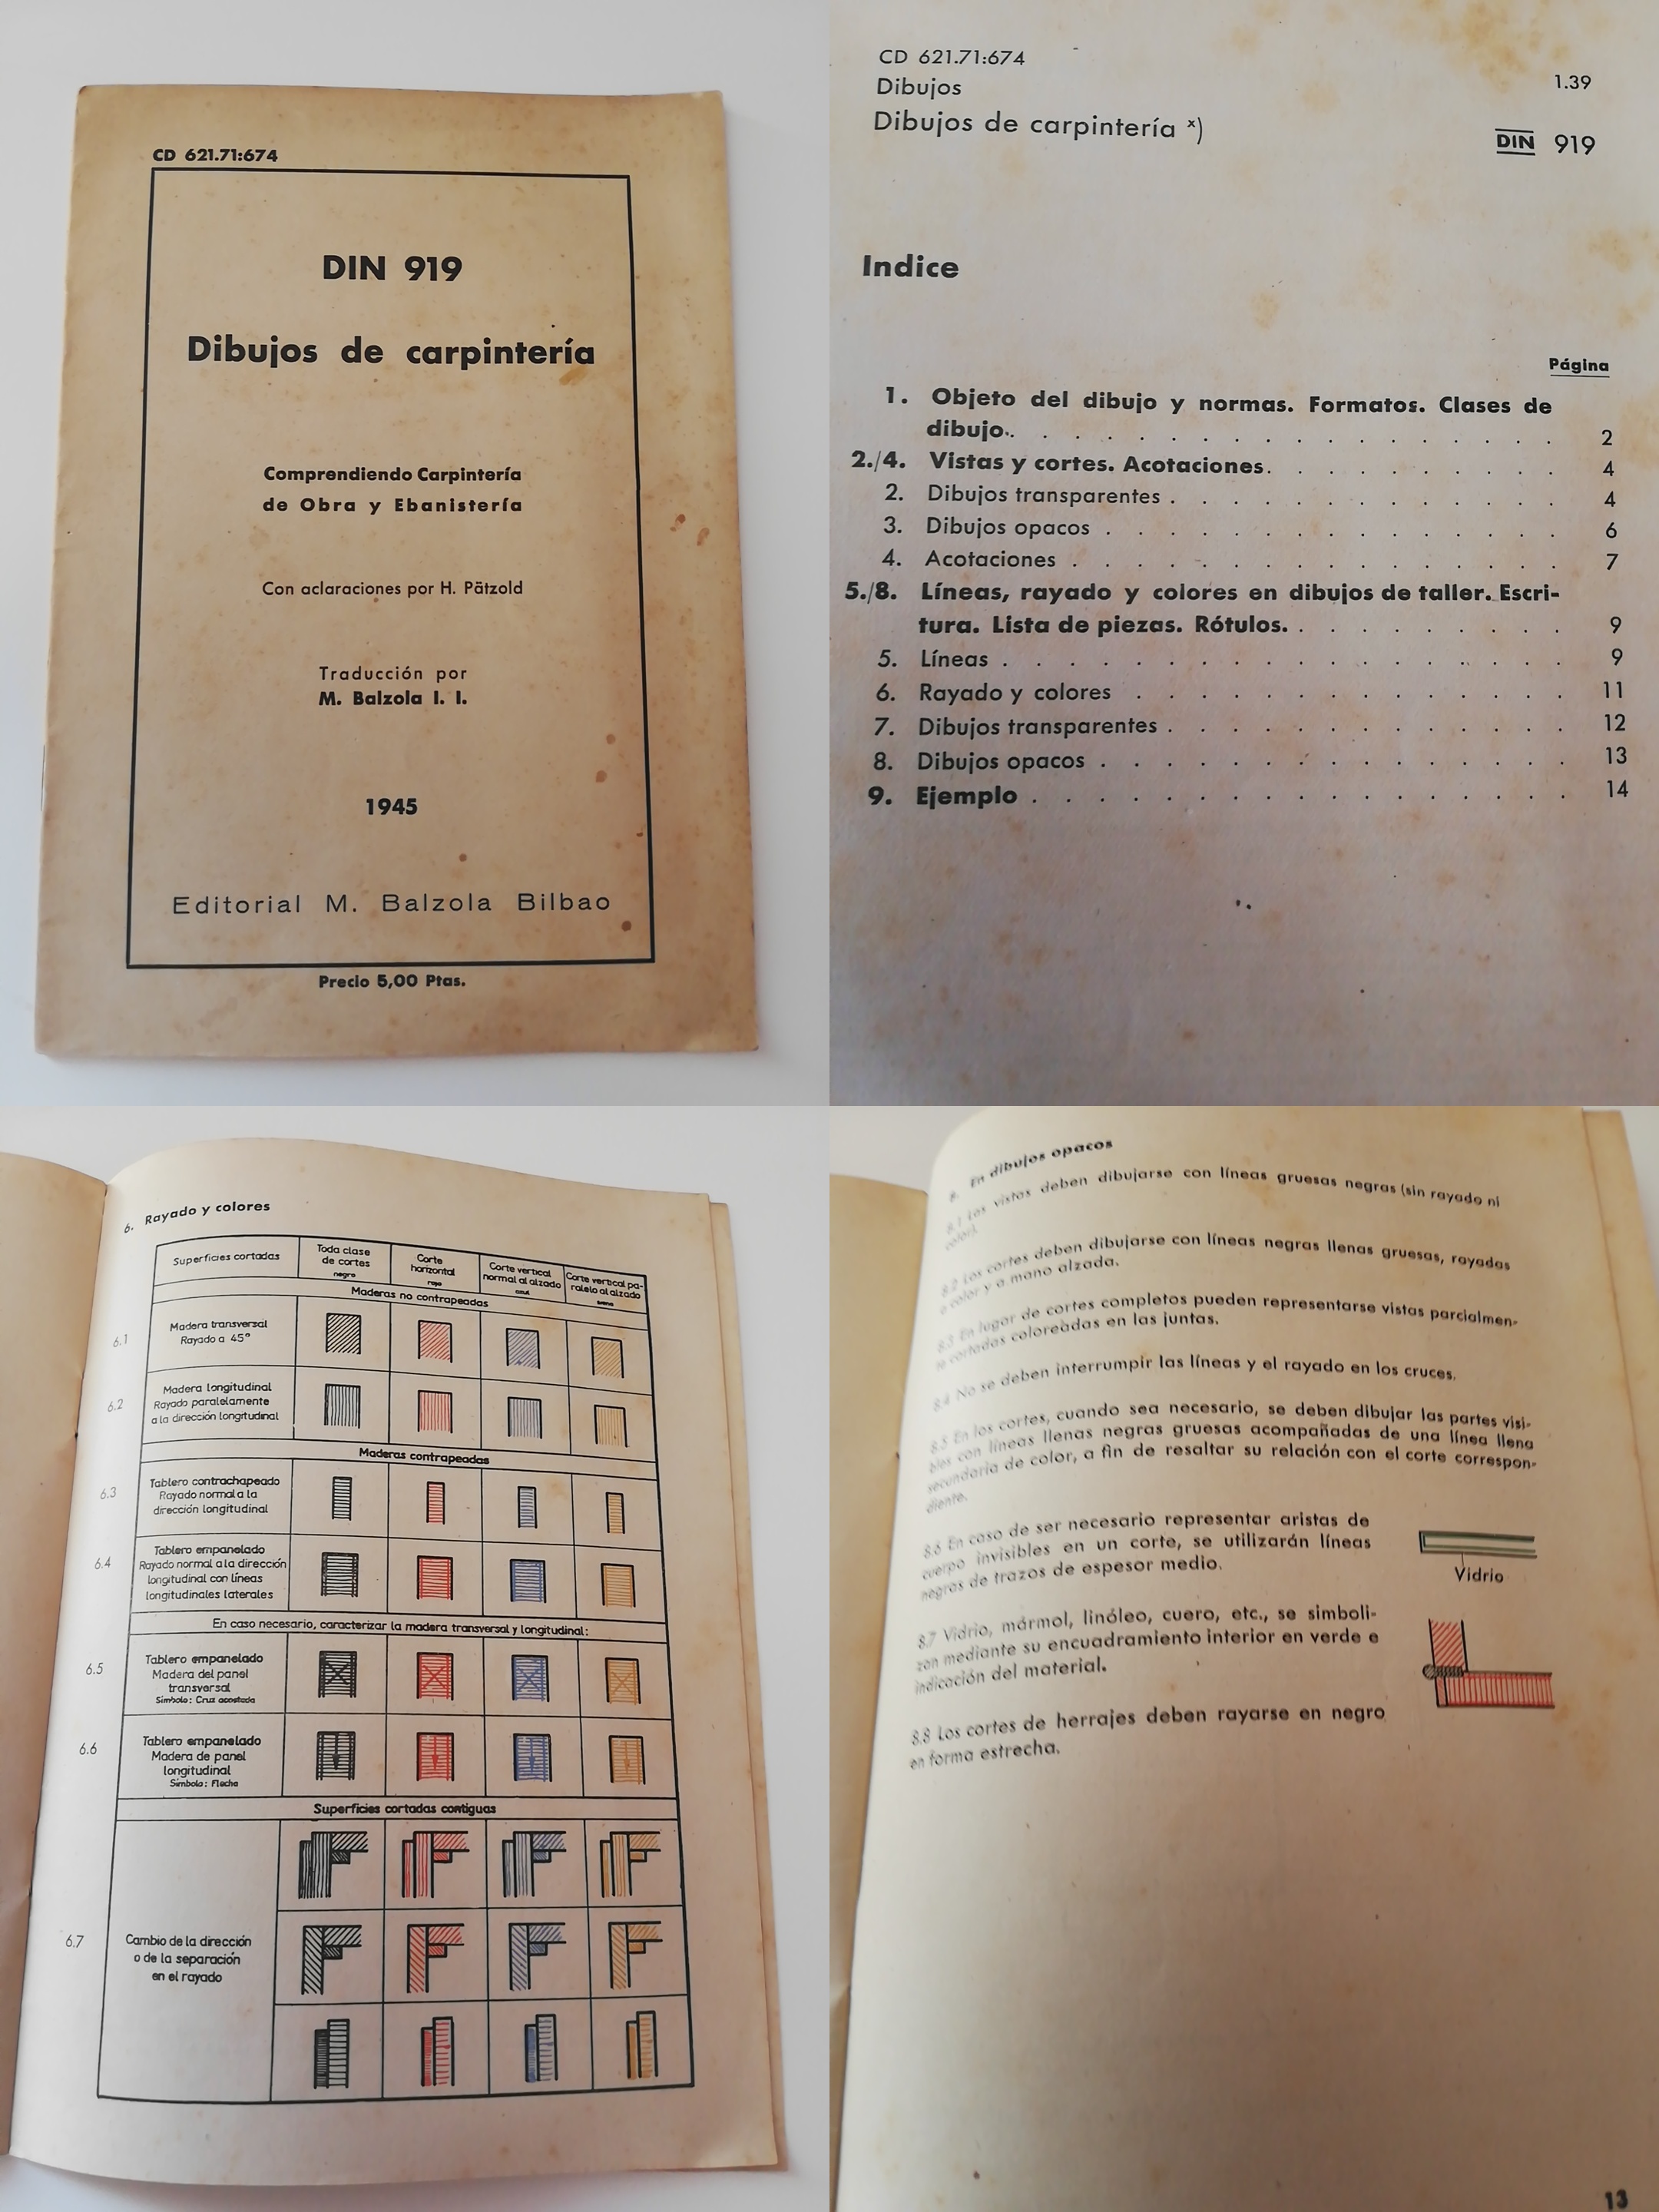 CD 621.71:674
DIN 919
Dibujos de carpintería
Comprendiendo Carpintería
de Obra y Ebanistería
Con aclaraciones por H. Pätzold
Traducción por
M. Balzola I. I.
1945
Editorial M. Balzola Bilbao
Precio 5,00 Ptas.
CD 621.71:674
Dibujos
1.39
Dibujos de carpintería x)
DIN 919
Indice
Página
1. Objeto del dibujo y normas. Formatos. Clases de
dibujo. . . . . . . . . . . . . . . . . . . 2
2./4. Vistas y cortes. Acotaciones. . . . . . . . . . 4
2. Dibujos transparentes . . . . . . . . . . . . . 4
3. Dibujos opacos . . . . . . . . . . . . . . . 6
4. Acotaciones . . . . . . . . . . . . . . . . 7
5./8. Líneas, rayado y colores en dibujos de taller. Escri-
tura. Lista de piezas. Rótulos. . . . . . . . . . 9
5. Líneas . . . . . . . . . . . . . . . . . . 9
6. Rayado y colores . . . . . . . . . . . . . . 11
7. Dibujos transparentes . . . . . . . . . . . . . 12
8. Dibujos opacos . . . . . . . . . . . . . . . 13
9. Ejemplo . . . . . . . . . . . . . . . . . 14
6. Rayado y colores
Superficies cortadas
Toda clase
de cortes
negro
Corte
horizontal
rojo
Corte vertical
normal al alzado
azul
Corte vertical pa-
ralelo al alzado
Maderas no contrapeadas
6.1
Madera transversal
Rayado a 45°
6.2
Madera longitudinal
Rayado paralelamente
a la dirección longitudinal
Maderas contrapeadas
6.3
Tablero contrachapeado
Rayado normal a la
dirección longitudinal
6.4
Tablero empanelado
Rayado normal a la dirección
longitudinal con líneas
longitudinales laterales
En caso necesario, caracterizar la madera transversal y longitudinal:
6.5
Tablero empanelado
Madera del panel
transversal
Símbolo: Cruz acostada
6.6
Tablero empanelado
Madera de panel
longitudinal
Símbolo: Flecha
Superficies cortadas contiguas
6.7
Cambio de la dirección
o de la separación
en el rayado
8. En dibujos opacos
8.1 Las vistas deben dibujarse con líneas gruesas negras (sin rayado ni
color).
8.2 Los cortes deben dibujarse con líneas negras llenas gruesas, rayadas
a color y a mano alzada.
8.3 En lugar de cortes completos pueden representarse vistas parcialmen-
te cortadas coloreadas en las juntas.
8.4 No se deben interrumpir las líneas y el rayado en los cruces.
8.5 En los cortes, cuando sea necesario, se deben dibujar las partes visi-
bles con líneas llenas negras gruesas acompañadas de una línea llena
secundaria de color, a fin de resaltar su relación con el corte correspon-
diente.
8.6 En caso de ser necesario representar aristas de
cuerpo invisibles en un corte, se utilizarán líneas
negras de trazos de espesor medio.
Vidrio
8.7 Vidrio, mármol, linóleo, cuero, etc., se simboli-
zan mediante su encuadramiento interior en verde e
indicación del material.
8.8 Los cortes de herrajes deben rayarse en negro
en forma estrecha.
13